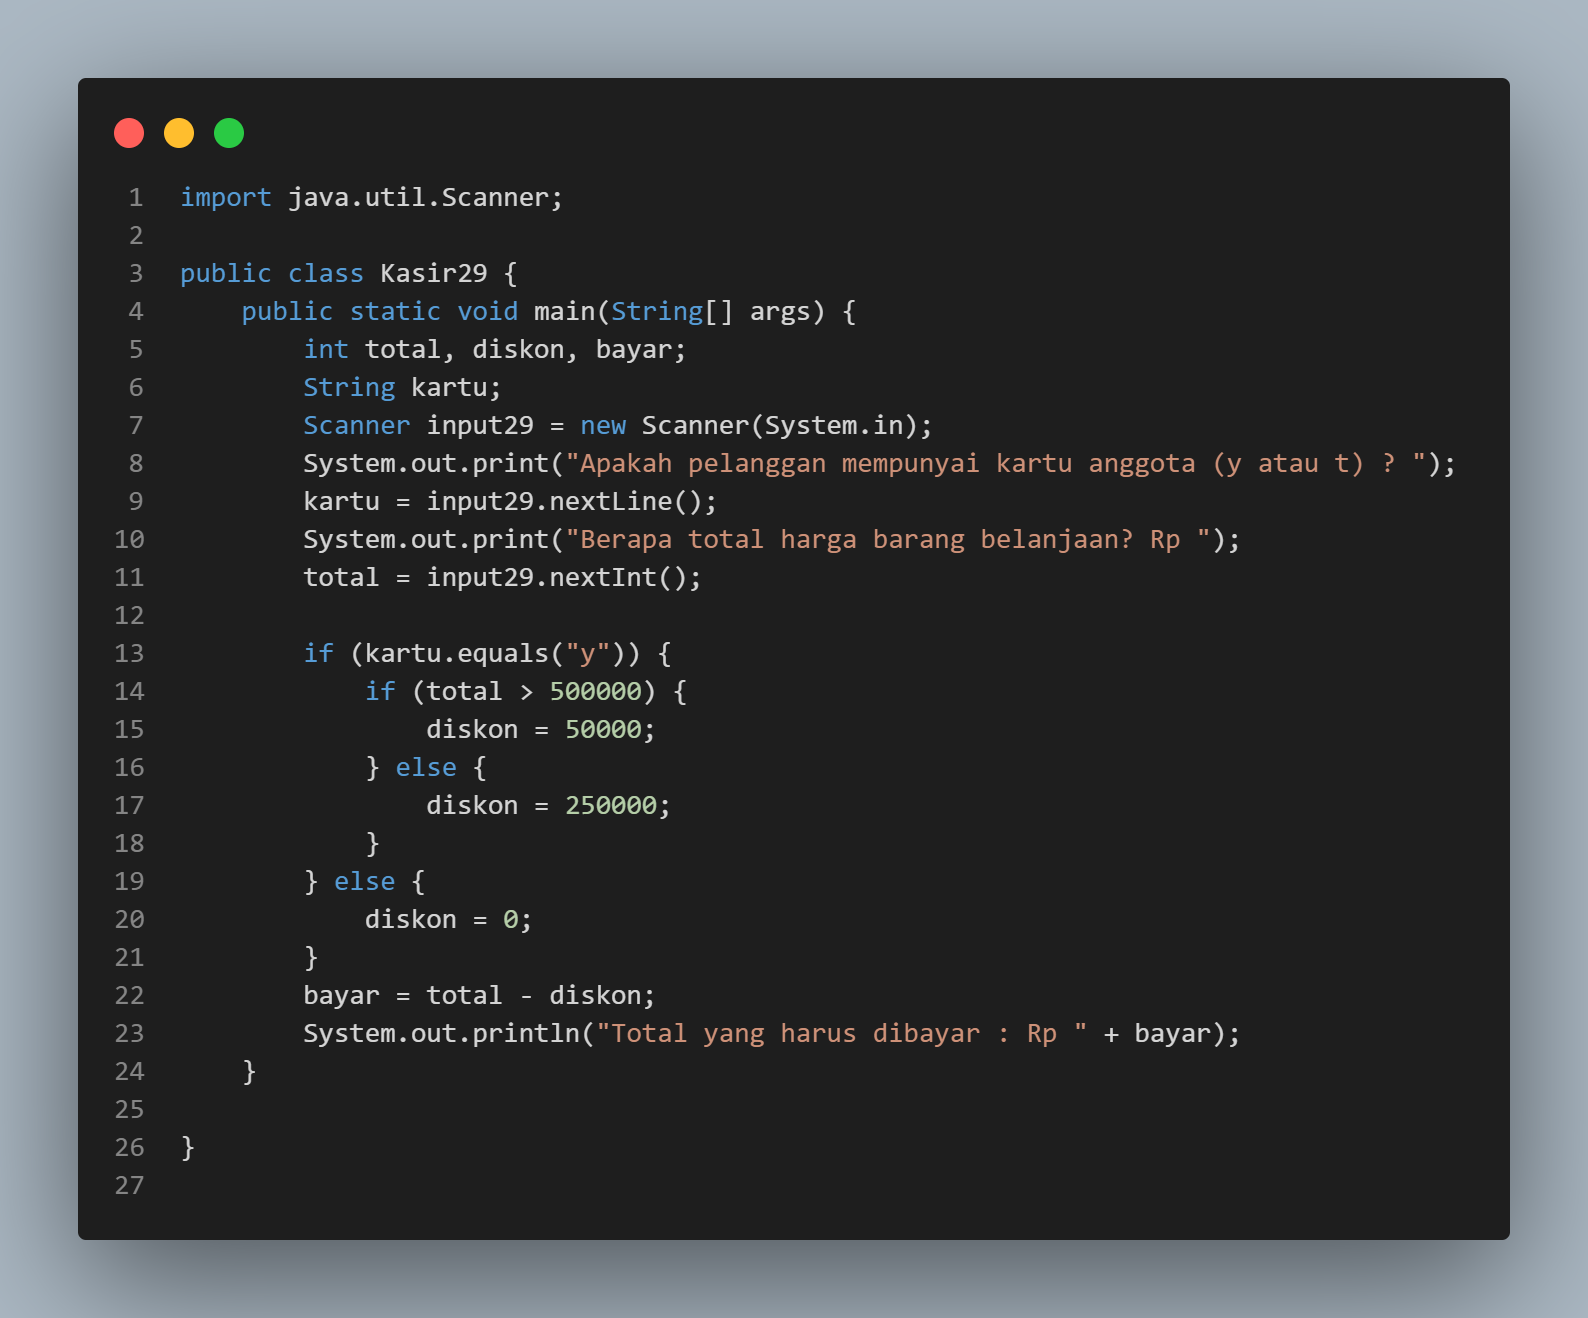 1 import java.util.Scanner;
2
3 public class Kasir29 {
4     public static void main(String[] args) {
5         int total, diskon, bayar;
6         String kartu;
7         Scanner input29 = new Scanner(System.in);
8         System.out.print("Apakah pelanggan mempunyai kartu anggota (y atau t) ? ");
9         kartu = input29.nextLine();
10         System.out.print("Berapa total harga barang belanjaan? Rp ");
11         total = input29.nextInt();
12
13         if (kartu.equals("y")) {
14             if (total > 500000) {
15                 diskon = 50000;
16             } else {
17                 diskon = 250000;
18             }
19         } else {
20             diskon = 0;
21         }
22         bayar = total - diskon;
23         System.out.println("Total yang harus dibayar : Rp " + bayar);
24     }
25
26 }
27